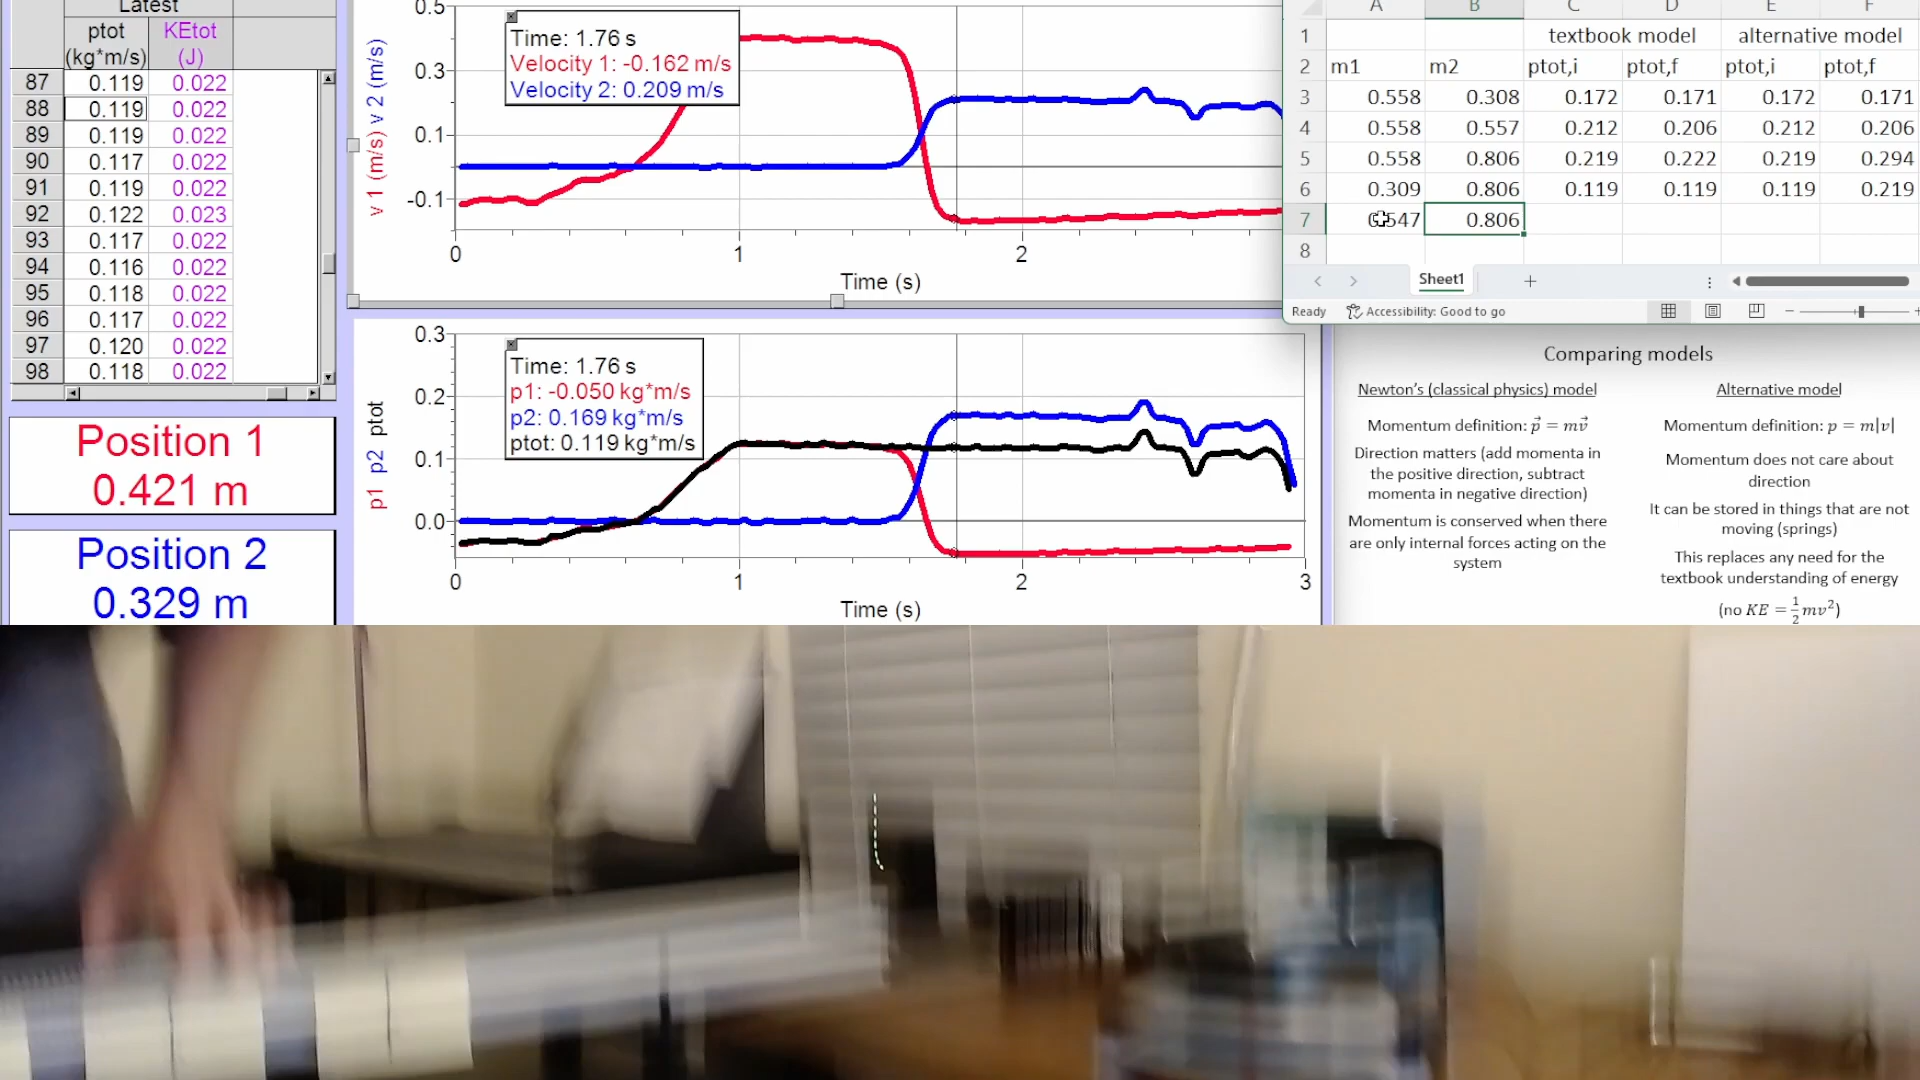 Latest
ptot KEtot
(kg*m/s) (J)
87 0.119 0.022
88 0.119 0.022
89 0.119 0.022
90 0.117 0.022
91 0.119 0.022
92 0.122 0.023
93 0.117 0.022
94 0.116 0.022
95 0.118 0.022
96 0.117 0.022
97 0.120 0.022
98 0.118 0.022
Position 1
0.421 m
Position 2
0.329 m
v 1 (m/s) v 2 (m/s)
0.5
0.3
0.1
-0.1
Time: 1.76 s
Velocity 1: -0.162 m/s
Velocity 2: 0.209 m/s
0 1 2
Time (s)
p1 p2 ptot
0.3
0.2
0.1
0.0
Time: 1.76 s
p1: -0.050 kg*m/s
p2: 0.169 kg*m/s
ptot: 0.119 kg*m/s
0 1 2 3
Time (s)
A B C D E F
1 textbook model alternative model
2 m1 m2 ptot,i ptot,f ptot,i ptot,f
3 0.558 0.308 0.172 0.171 0.172 0.171
4 0.558 0.557 0.212 0.206 0.212 0.206
5 0.558 0.806 0.219 0.222 0.219 0.294
6 0.309 0.806 0.119 0.119 0.119 0.219
7 0.806
8
Sheet1
Ready Accessibility: Good to go
Comparing models
Newton's (classical physics) model
Momentum definition: p⃗ = mv⃗
Direction matters (add momenta in
the positive direction, subtract
momenta in negative direction)
Momentum is conserved when there
are only internal forces acting on the
system
Alternative model
Momentum definition: p = m|v|
Momentum does not care about
direction
It can be stored in things that are not
moving (springs)
This replaces any need for the
textbook understanding of energy
(no KE = 1/2 mv²)